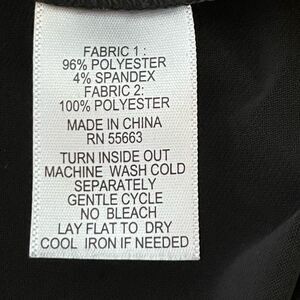 FABRIC 1 :
96% POLYESTER
4% SPANDEX
FABRIC 2:
100% POLYESTER
MADE IN CHINA
RN 55663
TURN INSIDE OUT
MACHINE WASH COLD
SEPARATELY
GENTLE CYCLE
NO BLEACH
LAY FLAT TO DRY
COOL IRON IF NEEDED